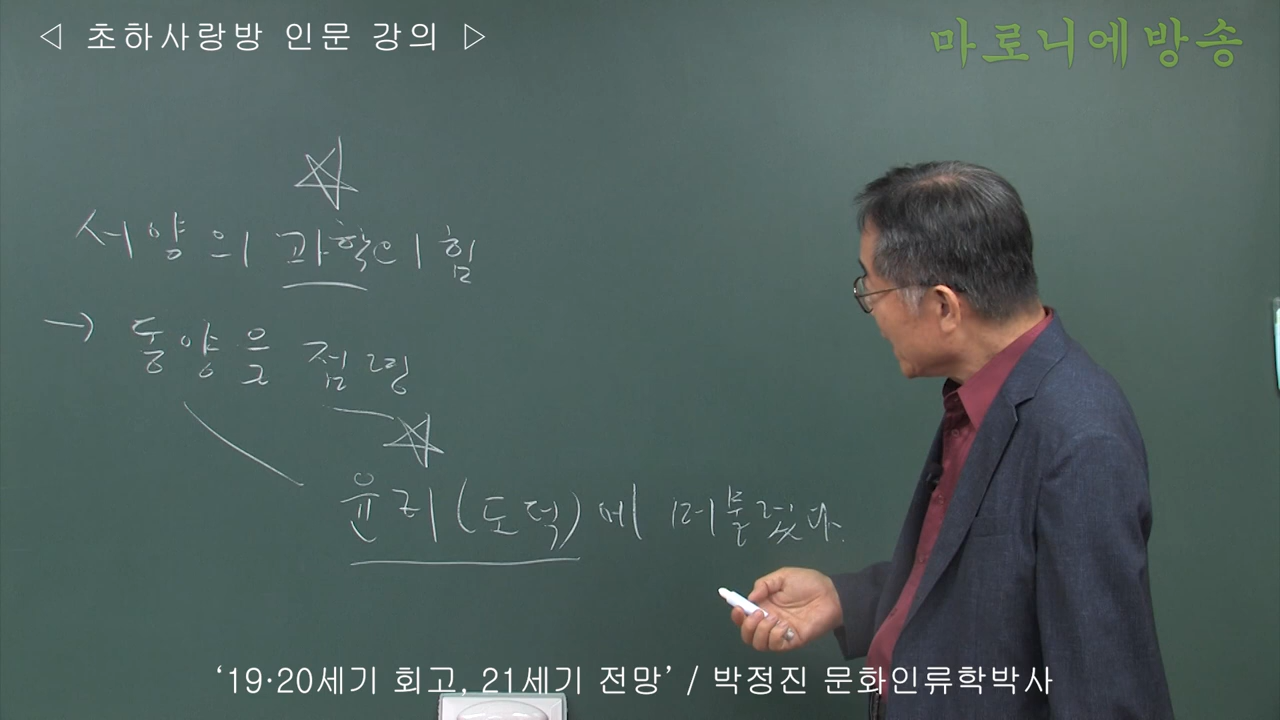 ◁ 초하사랑방 인문 강의 ▷
마로니에방송
서양의 과학의 힘
→ 동양을 점령
윤리(도덕)에 머물렀다.
‘19·20세기 회고, 21세기 전망’ / 박정진 문화인류학박사